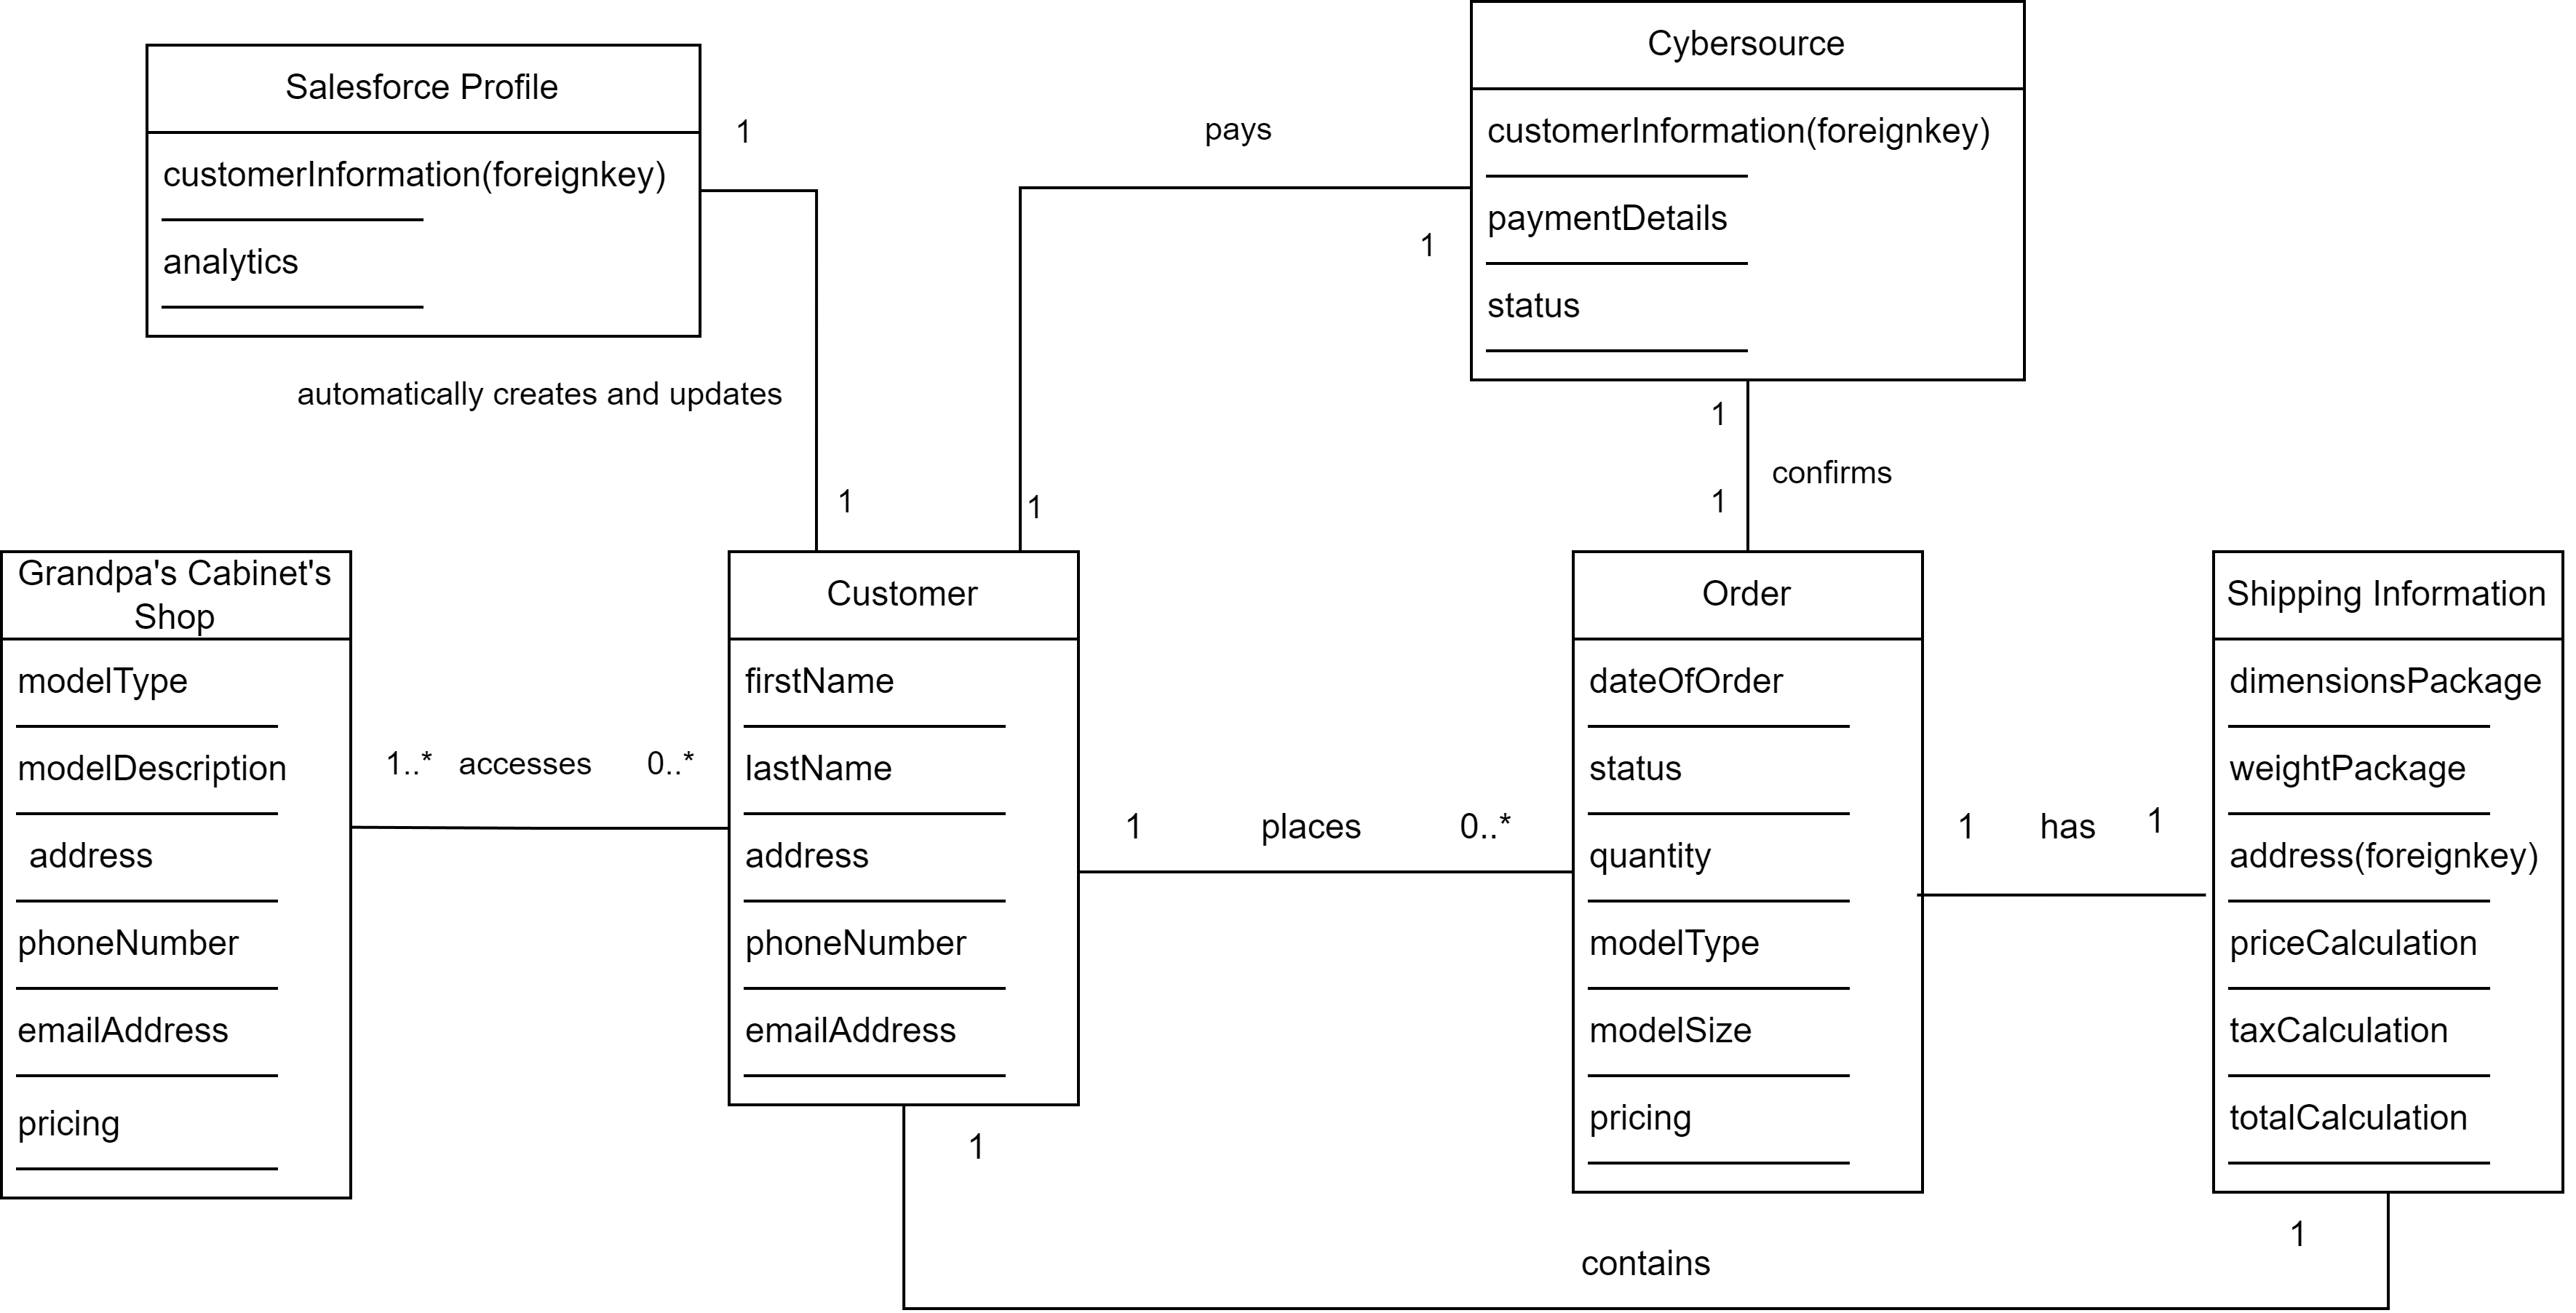 Salesforce Profile
customerInformation(foreignkey)
analytics
1
automatically creates and updates
1
pays
1
1
Cybersource
customerInformation(foreignkey)
paymentDetails
status
1
confirms
1
Grandpa's Cabinet's
Shop
modelType
modelDescription
address
phoneNumber
emailAddress
pricing
1..* accesses 0..*
Customer
firstName
lastName
address
phoneNumber
emailAddress
1 places 0..*
Order
dateOfOrder
status
quantity
modelType
modelSize
pricing
1 has 1
Shipping Information
dimensionsPackage
weightPackage
address(foreignkey)
priceCalculation
taxCalculation
totalCalculation
1
contains
1